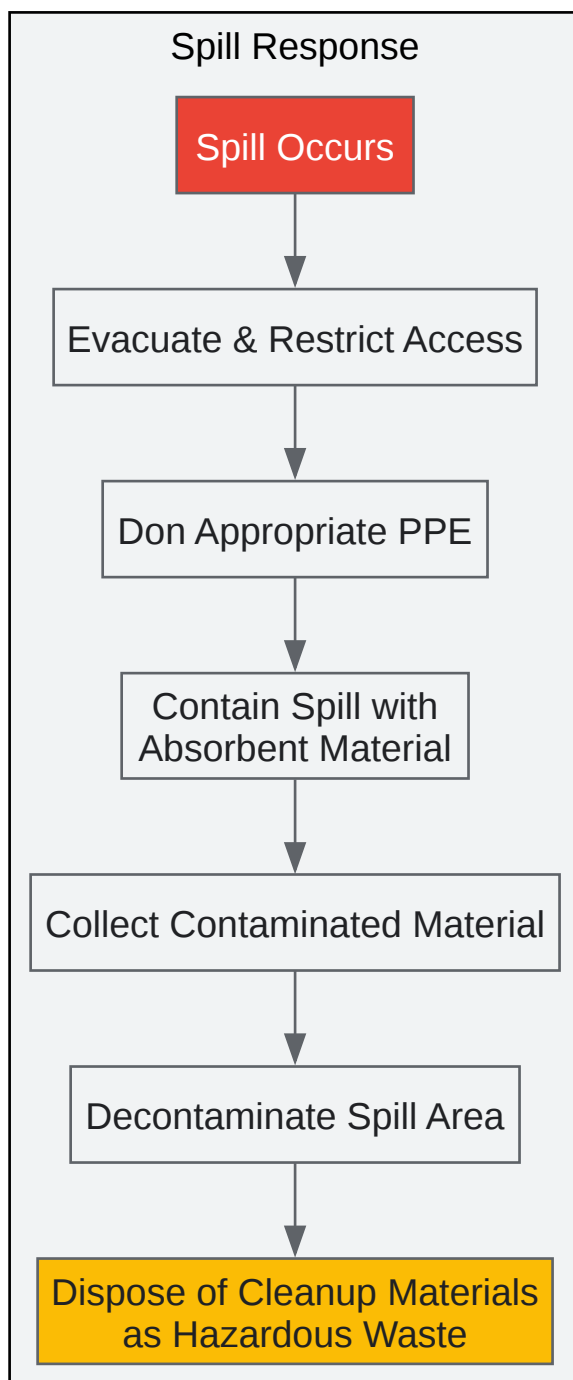 Spill Response
Spill Occurs
Evacuate & Restrict Access
Don Appropriate PPE
Contain Spill with
Absorbent Material
Collect Contaminated Material
Decontaminate Spill Area
Dispose of Cleanup Materials
as Hazardous Waste